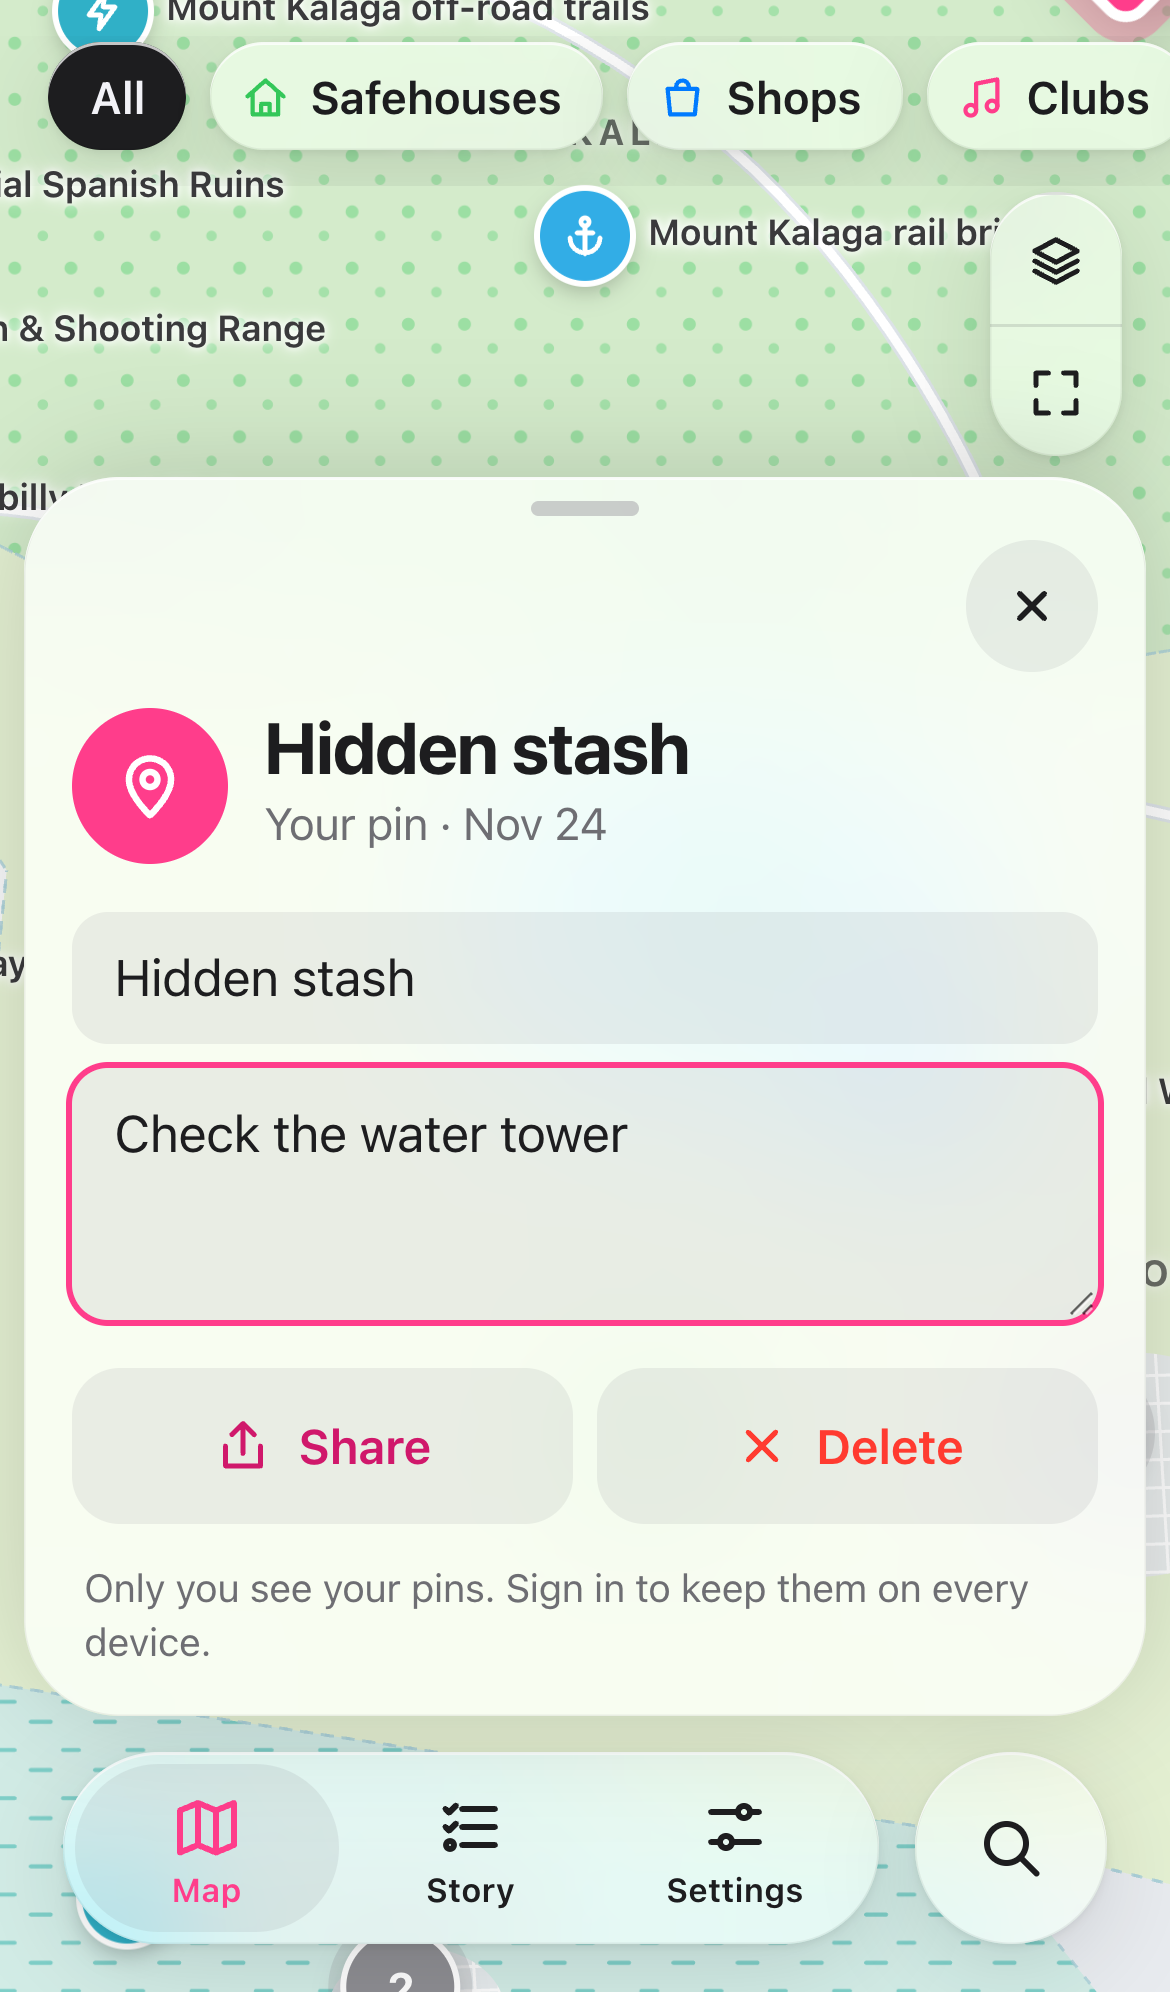 Mount Kalaga off-road trails
All
Safehouses
Shops
Clubs
ial Spanish Ruins
Mount Kalaga rail bri
& Shooting Range
billy
Hidden stash
Your pin · Nov 24
Hidden stash
Check the water tower
Share
Delete
Only you see your pins. Sign in to keep them on every
device.
Map
Story
Settings
2